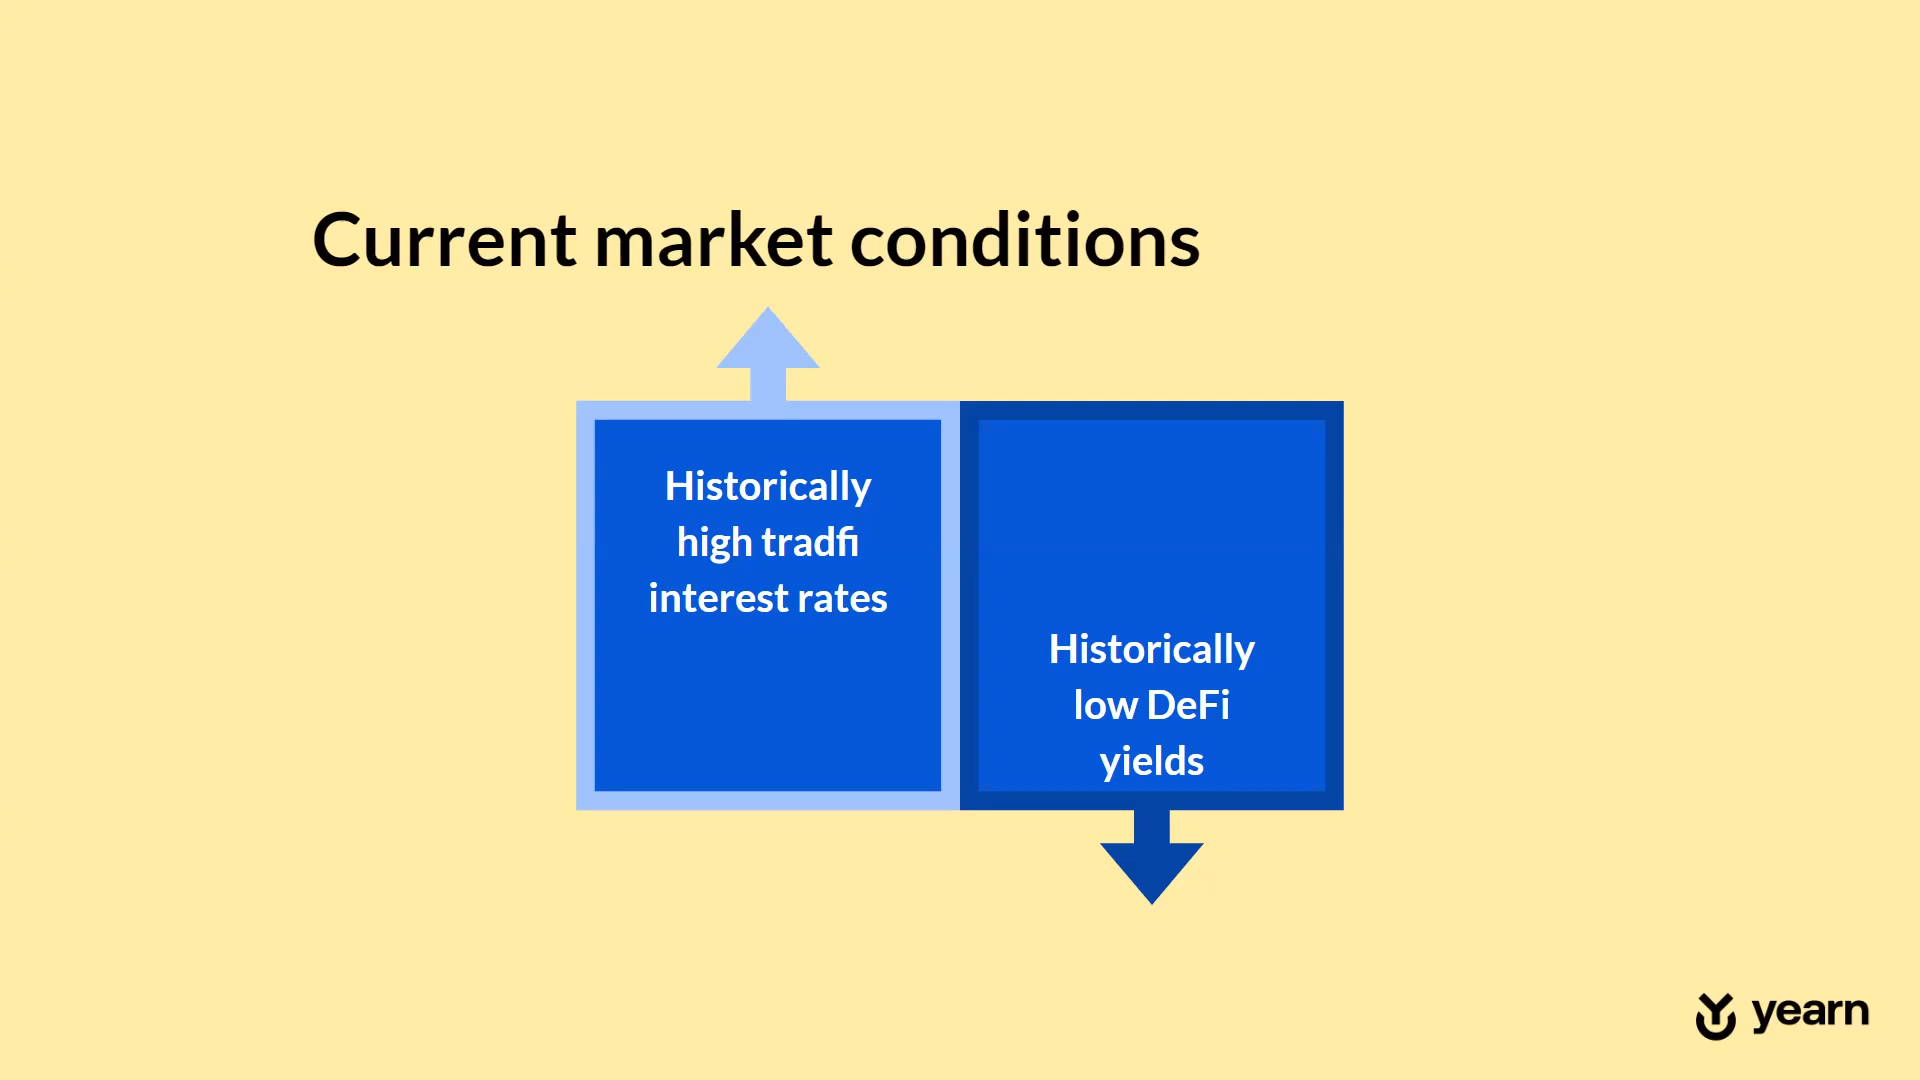 Current market conditions
Historically
high tradfi
interest rates
Historically
low DeFi
yields
yearn